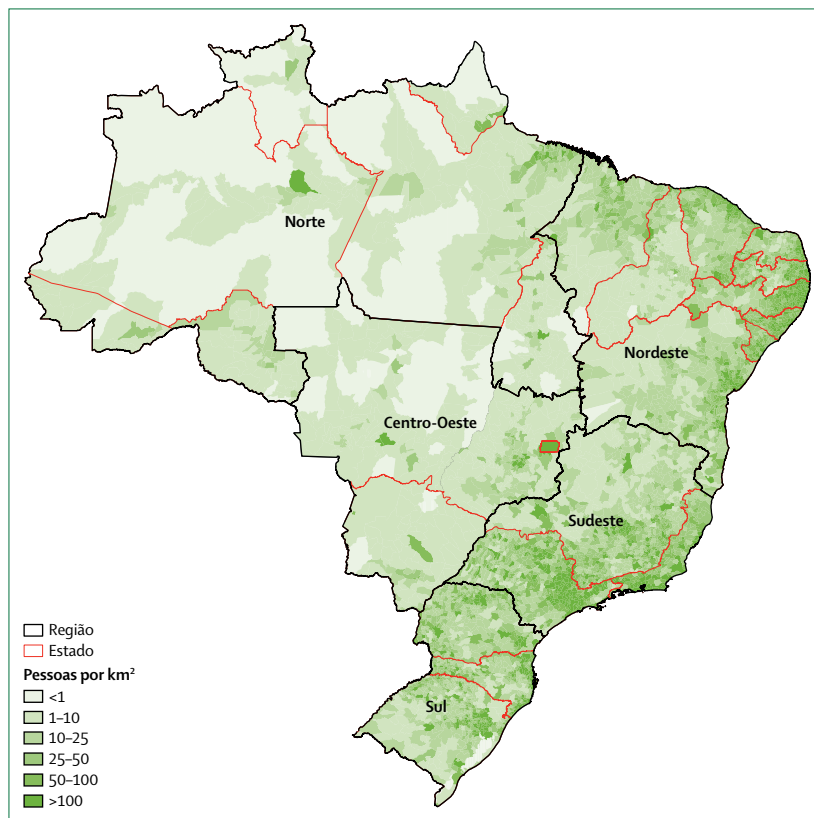 Norte
Nordeste
Centro-Oeste
Sudeste
Sul
Região
Estado
Pessoas por km²
<1
1–10
10–25
25–50
50–100
>100